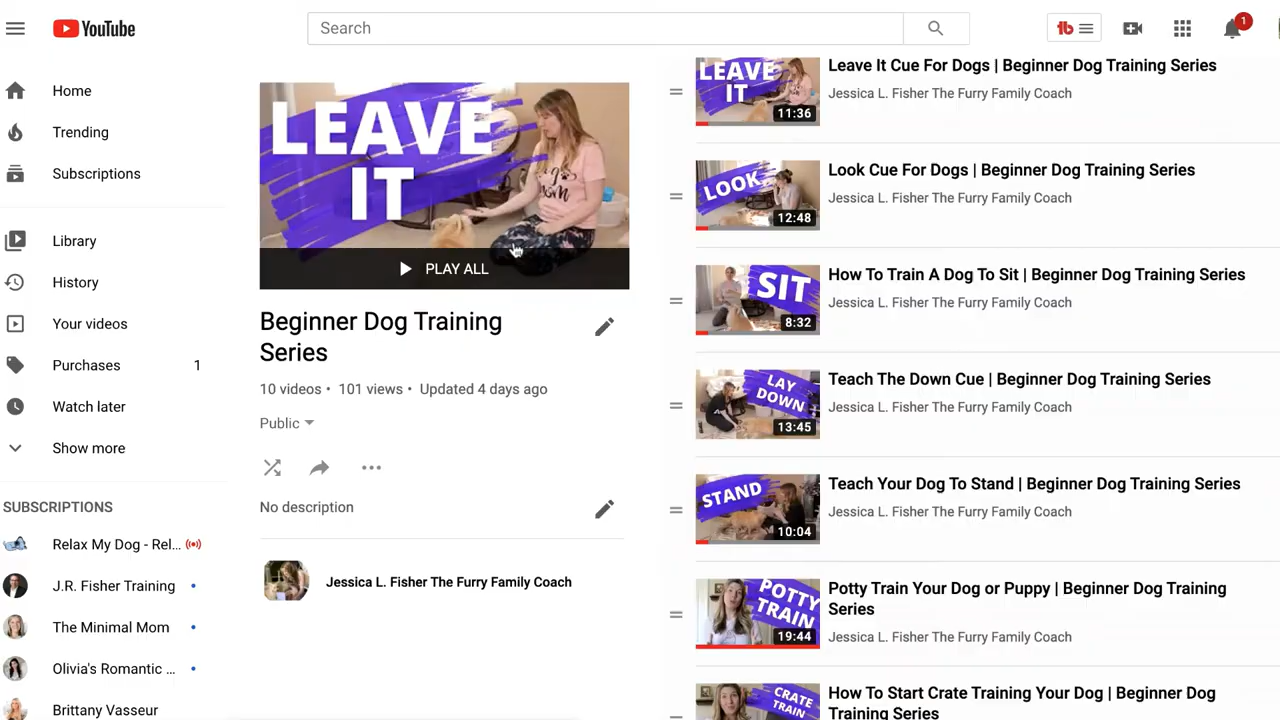 YouTube
Search
1
Home
Trending
Subscriptions
Library
History
Your videos
Purchases 1
Watch later
Show more
SUBSCRIPTIONS
Relax My Dog - Rel...
J.R. Fisher Training
The Minimal Mom
Olivia's Romantic ...
Brittany Vasseur
LEAVE
IT
PLAY ALL
Beginner Dog Training
Series
10 videos • 101 views • Updated 4 days ago
Public
No description
Jessica L. Fisher The Furry Family Coach
LEAVE
IT
11:36
Leave It Cue For Dogs | Beginner Dog Training Series
Jessica L. Fisher The Furry Family Coach
LOOK
12:48
Look Cue For Dogs | Beginner Dog Training Series
Jessica L. Fisher The Furry Family Coach
SIT
8:32
How To Train A Dog To Sit | Beginner Dog Training Series
Jessica L. Fisher The Furry Family Coach
LAY
DOWN
13:45
Teach The Down Cue | Beginner Dog Training Series
Jessica L. Fisher The Furry Family Coach
STAND
10:04
Teach Your Dog To Stand | Beginner Dog Training Series
Jessica L. Fisher The Furry Family Coach
POTTY
TRAIN
19:44
Potty Train Your Dog or Puppy | Beginner Dog Training
Series
Jessica L. Fisher The Furry Family Coach
CRATE
TRAIN
How To Start Crate Training Your Dog | Beginner Dog
Training Series